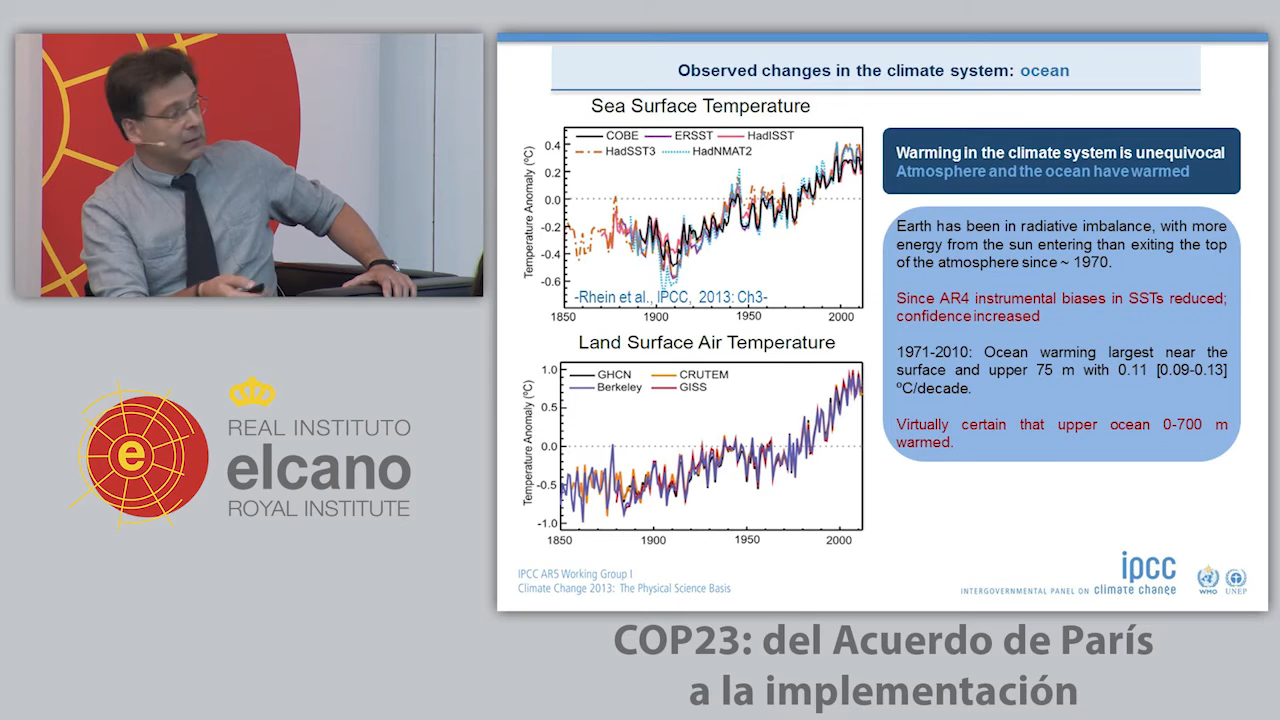 Observed changes in the climate system: ocean
Sea Surface Temperature
COBE ERSST HadISST
HadSST3 HadNMAT2
Temperature Anomaly (ºC)
0.4
0.2
0.0
-0.2
-0.4
-0.6
-Rhein et al., IPCC, 2013: Ch3-
1850 1900 1950 2000
Land Surface Air Temperature
GHCN CRUTEM
Berkeley GISS
Temperature Anomaly (ºC)
1.0
0.5
0.0
-0.5
-1.0
1850 1900 1950 2000
Warming in the climate system is unequivocal
Atmosphere and the ocean have warmed
Earth has been in radiative imbalance, with more
energy from the sun entering than exiting the top
of the atmosphere since ~ 1970.
Since AR4 instrumental biases in SSTs reduced;
confidence increased
1971-2010: Ocean warming largest near the
surface and upper 75 m with 0.11 [0.09-0.13]
ºC/decade.
Virtually certain that upper ocean 0-700 m
warmed.
IPCC AR5 Working Group I
Climate Change 2013: The Physical Science Basis
ipcc
INTERGOVERNMENTAL PANEL ON climate change
WMO UNEP
e
REAL INSTITUTO
elcano
ROYAL INSTITUTE
COP23: del Acuerdo de París
a la implementación